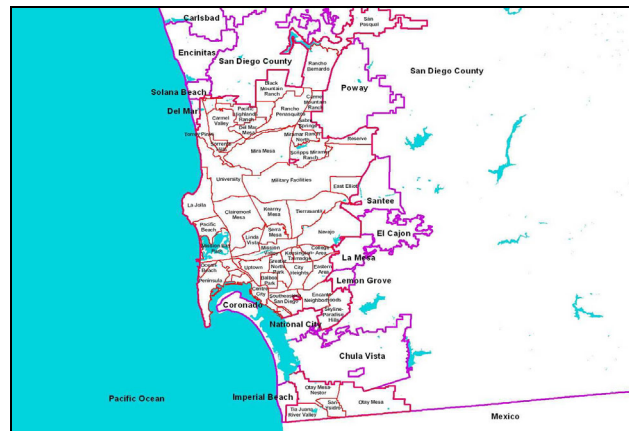 Carlsbad
San
Pasqual
Encinitas
San Diego County
Rancho
Bernardo
San Diego County
Black
Mountain
Ranch
Poway
Solana Beach
Carmel
Mountain
Ranch
Del Mar
Pacific
Highlands
Ranch
Rancho
Penasquitos
Carmel
Valley
Sabre
Springs
Del Mar
Mesa
Torrey Pines
Miramar Ranch
North
Reserve
Sorrento
Mira Mesa
Scripps Miramar
Ranch
University
Military Facilities
East Elliott
Santee
La Jolla
Clairemont
Mesa
Kearny
Mesa
Tierrasanta
Pacific
Beach
Serra
Mesa
Navajo
El Cajon
Linda
Vista
Mission
Valley
College
Area
La Mesa
Ocean
Beach
Uptown
Greater
North
Park
Kensington
Talmadge
City
Heights
Eastern
Area
Peninsula
Balboa
Park
Lemon Grove
Centre
City
Southeastern
San Diego
Encanto
Neighborhoods
Coronado
Skyline-
Paradise
Hills
National City
Chula Vista
Pacific Ocean
Imperial Beach
Otay Mesa
Nestor
Tia Juana
River Valley
San
Ysidro
Otay Mesa
Mexico